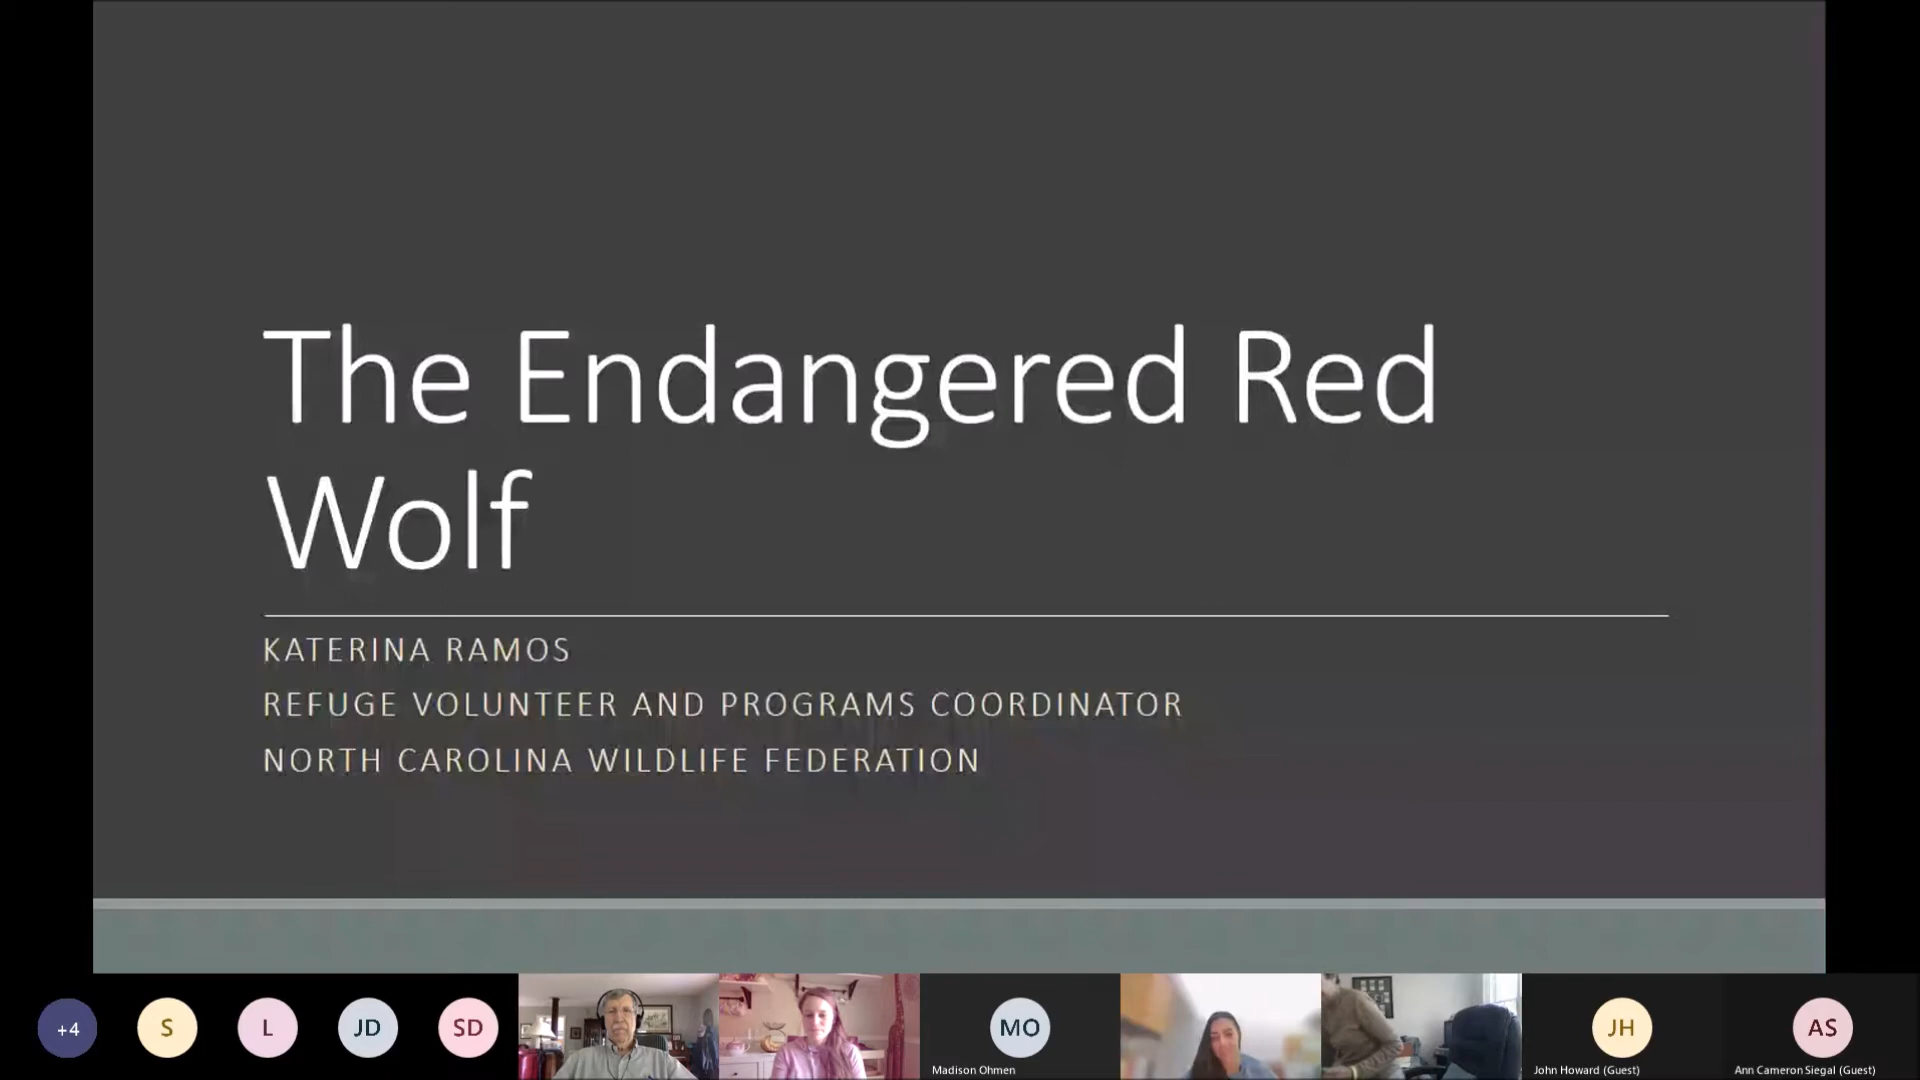 The Endangered Red
Wolf
KATERINA RAMOS
REFUGE VOLUNTEER AND PROGRAMS COORDINATOR
NORTH CAROLINA WILDLIFE FEDERATION
+4
S
L
JD
SD
MO
Madison Ohmen
JH
John Howard (Guest)
AS
Ann Cameron Siegal (Guest)